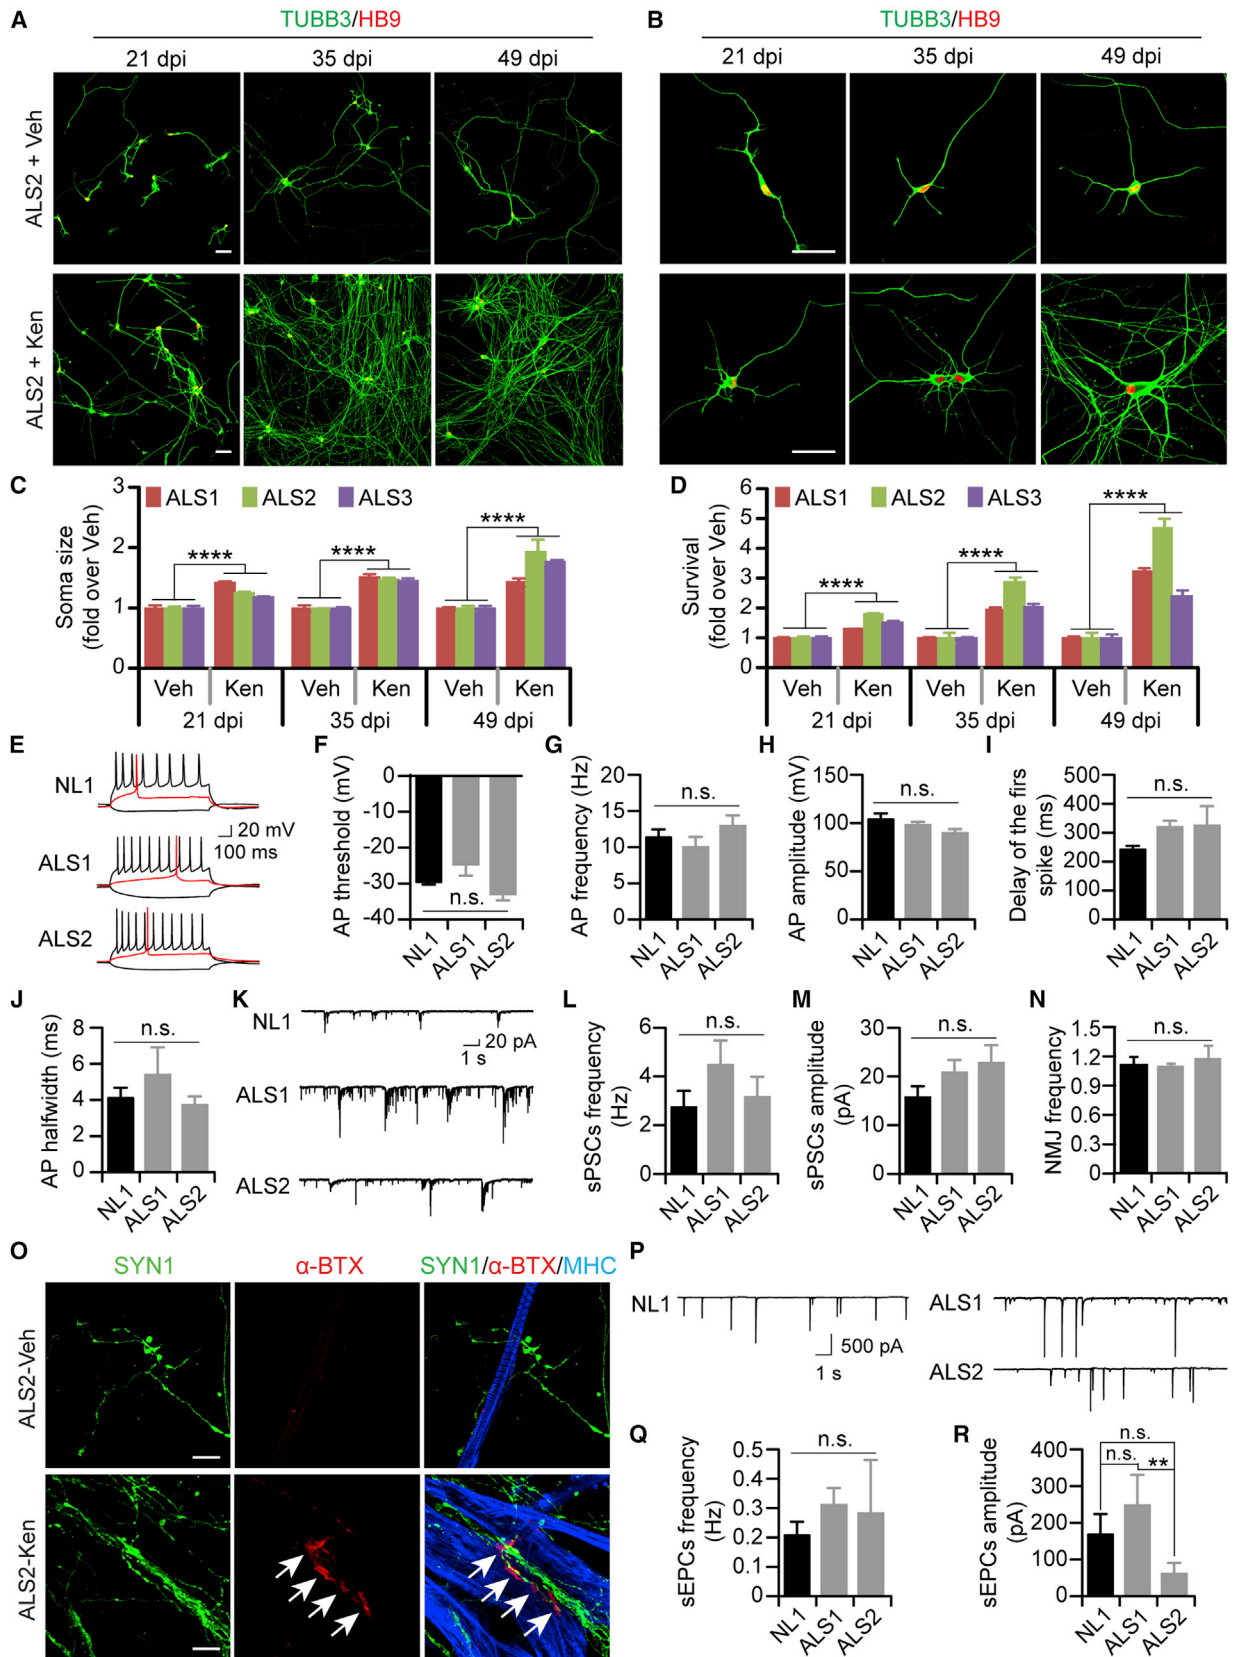 A
TUBB3/HB9
21 dpi 35 dpi 49 dpi
ALS2 + Veh
ALS2 + Ken
B
TUBB3/HB9
21 dpi 35 dpi 49 dpi
C
Soma size
(fold over Veh)
3
2
1
0
ALS1 ALS2 ALS3
****
****
****
Veh Ken Veh Ken Veh Ken
21 dpi 35 dpi 49 dpi
D
Survival
(fold over Veh)
6
5
4
3
2
1
0
ALS1 ALS2 ALS3
****
****
****
Veh Ken Veh Ken Veh Ken
21 dpi 35 dpi 49 dpi
E
NL1
20 mV
100 ms
ALS1
ALS2
F
AP threshold (mV)
0
-10
-20
-30
-40
n.s.
NL1 ALS1 ALS2
G
AP frequency (Hz)
20
15
10
5
0
n.s.
NL1 ALS1 ALS2
H
AP amplitude (mV)
150
100
50
0
n.s.
NL1 ALS1 ALS2
I
Delay of the firs
spike (ms)
500
400
300
200
100
0
n.s.
NL1 ALS1 ALS2
J
AP halfwidth (ms)
8
6
4
2
0
n.s.
NL1 ALS1 ALS2
K
NL1
20 pA
1 s
ALS1
ALS2
L
sPSCs frequency
(Hz)
6
4
2
0
n.s.
NL1 ALS1 ALS2
M
sPSCs amplitude
(pA)
30
20
10
0
n.s.
NL1 ALS1 ALS2
N
NMJ frequency
1.5
1.2
0.9
0.6
0.3
0
n.s.
NL1 ALS1 ALS2
O
SYN1 α-BTX SYN1/α-BTX/MHC
ALS2-Veh
ALS2-Ken
P
NL1
500 pA
1 s
ALS1
ALS2
Q
sEPCs frequency
(Hz)
0.5
0.4
0.3
0.2
0.1
0
n.s.
NL1 ALS1 ALS2
R
sEPCs amplitude
(pA)
400
300
200
100
0
n.s.
n.s. **
NL1 ALS1 ALS2